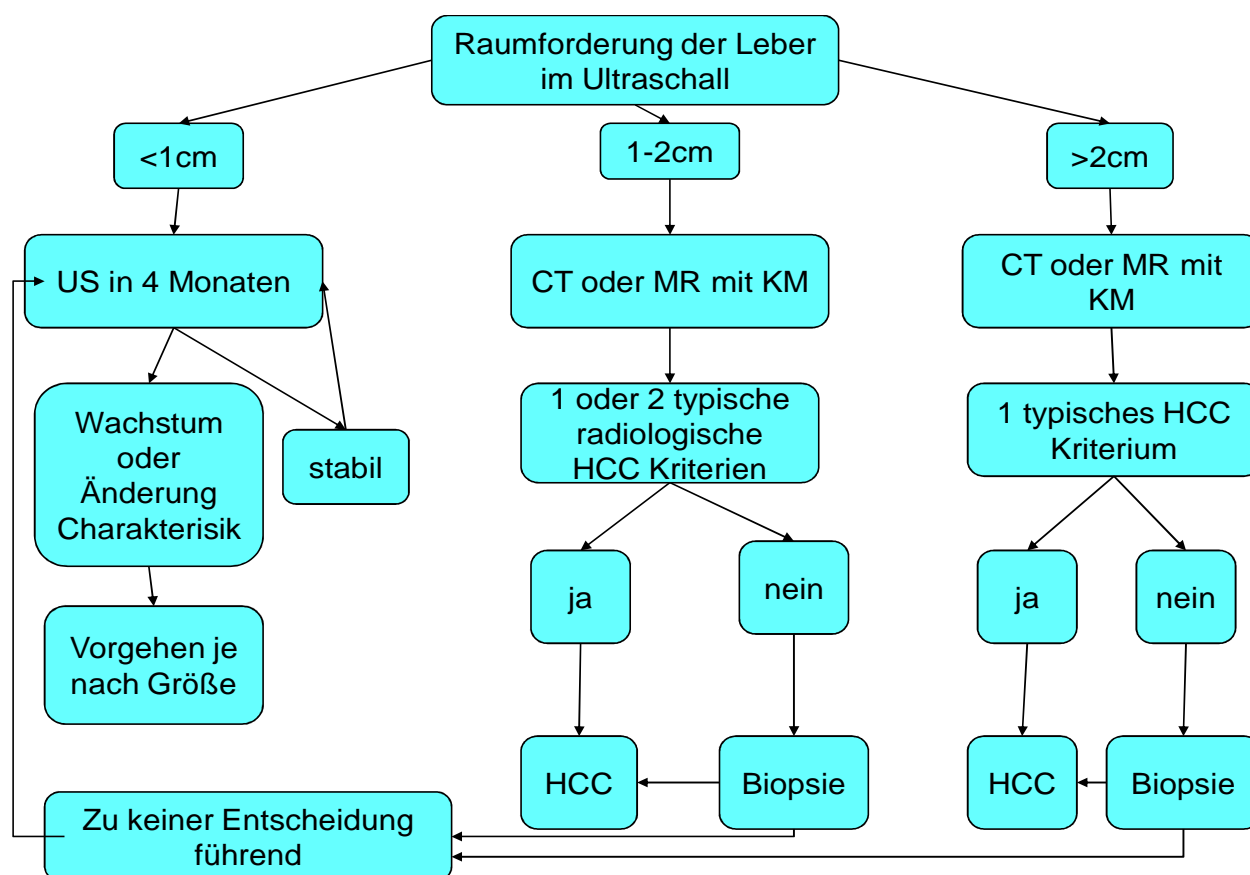 Raumforderung der Leber
im Ultraschall
<1cm
1-2cm
>2cm
US in 4 Monaten
CT oder MR mit KM
CT oder MR mit
KM
Wachstum
oder
Änderung
Charakterisik
stabil
1 oder 2 typische
radiologische
HCC Kriterien
1 typisches HCC
Kriterium
ja
nein
ja
nein
Vorgehen je
nach Größe
HCC
Biopsie
HCC
Biopsie
Zu keiner Entscheidung
führend